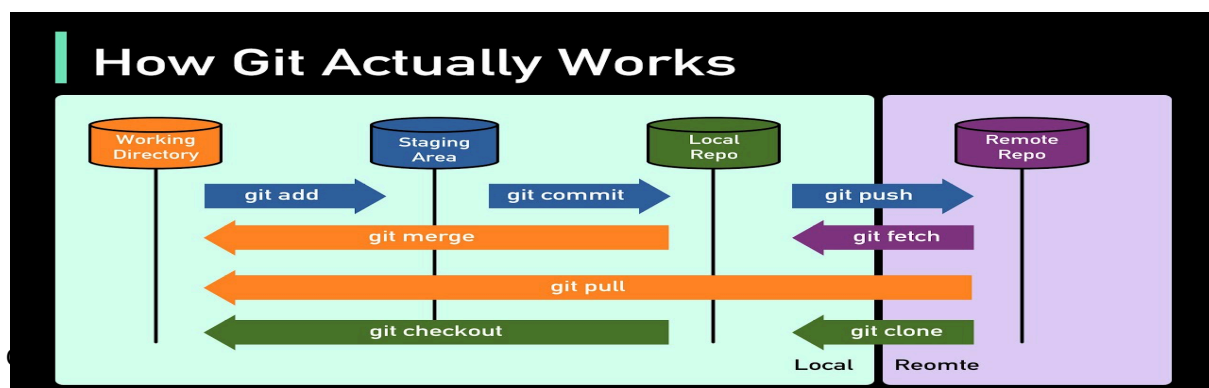 How Git Actually Works
Working
Directory
Staging
Area
Local
Repo
Remote
Repo
git add
git commit
git push
git merge
git fetch
git pull
git checkout
git clone
Local
Reomte